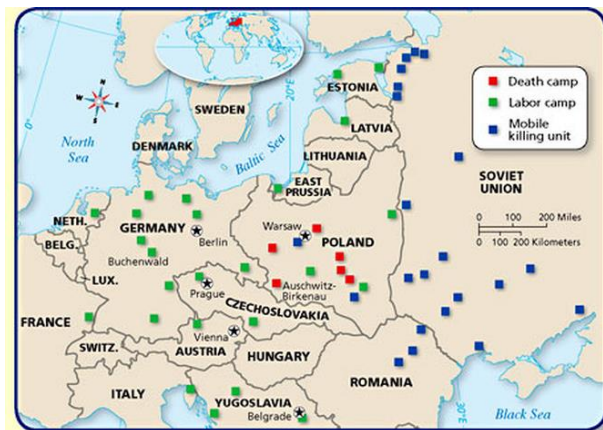 N
E
S
W
20°E
0°
North
Sea
SWEDEN
Baltic Sea
DENMARK
ESTONIA
LATVIA
LITHUANIA
EAST
PRUSSIA
Death camp
Labor camp
Mobile
killing unit
SOVIET
UNION
0 100 200 Miles
0 100 200 Kilometers
NETH.
BELG.
LUX.
GERMANY
Berlin
Buchenwald
Warsaw
POLAND
Auschwitz-
Birkenau
Prague
CZECHOSLOVAKIA
FRANCE
SWITZ.
Vienna
AUSTRIA
HUNGARY
ROMANIA
ITALY
YUGOSLAVIA
Belgrade
30°E
Black Sea